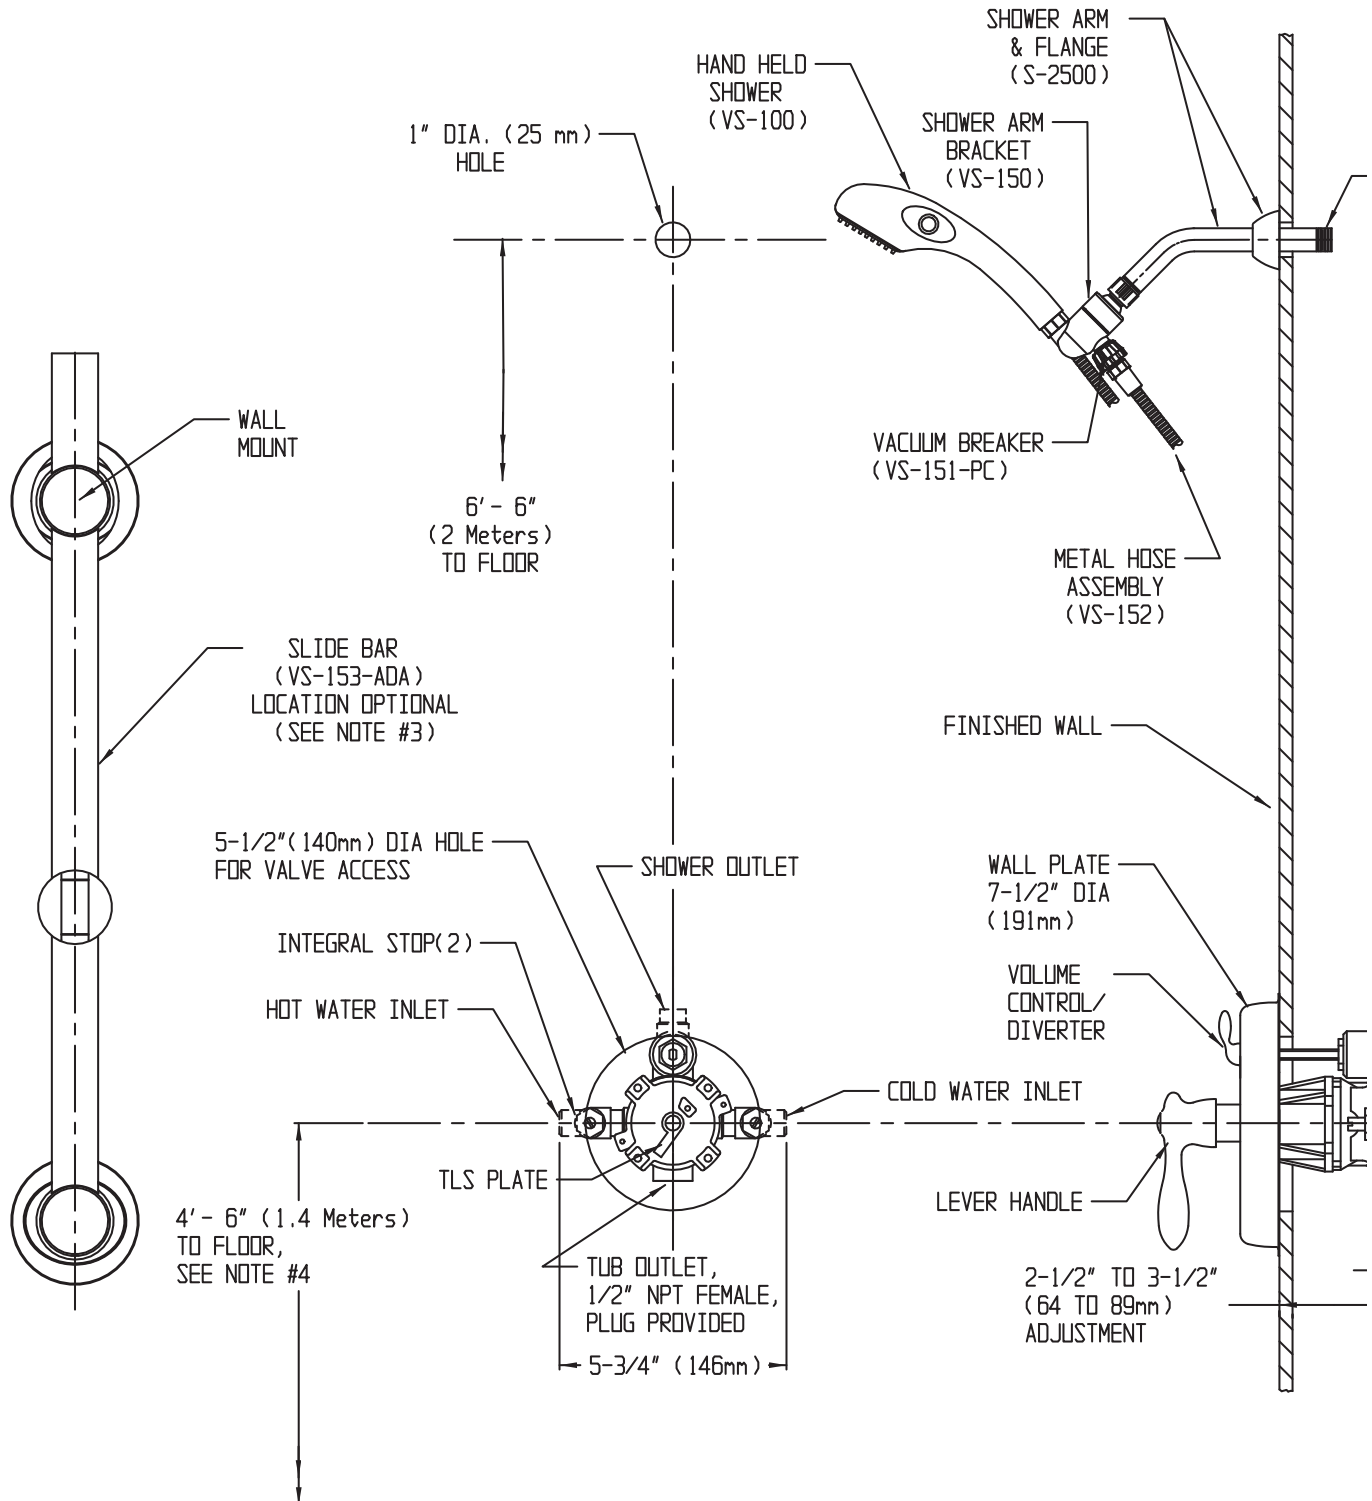 SHOWER ARM
& FLANGE
(S-2500)
HAND HELD
SHOWER
(VS-100)
SHOWER ARM
BRACKET
(VS-150)
1" DIA. (25 mm)
HOLE
WALL
MOUNT
VACUUM BREAKER
(VS-151-PC)
6'- 6"
(2 Meters)
TO FLOOR
METAL HOSE
ASSEMBLY
(VS-152)
SLIDE BAR
(VS-153-ADA)
LOCATION OPTIONAL
(SEE NOTE #3)
FINISHED WALL
5-1/2"(140mm) DIA HOLE
FOR VALVE ACCESS
SHOWER OUTLET
WALL PLATE
7-1/2" DIA
(191mm)
INTEGRAL STOP(2)
HOT WATER INLET
VOLUME
CONTROL/
DIVERTER
COLD WATER INLET
TLS PLATE
LEVER HANDLE
4'- 6" (1.4 Meters)
TO FLOOR,
SEE NOTE #4
TUB OUTLET,
1/2" NPT FEMALE,
PLUG PROVIDED
2-1/2" TO 3-1/2"
(64 TO 89mm)
ADJUSTMENT
5-3/4" (146mm)